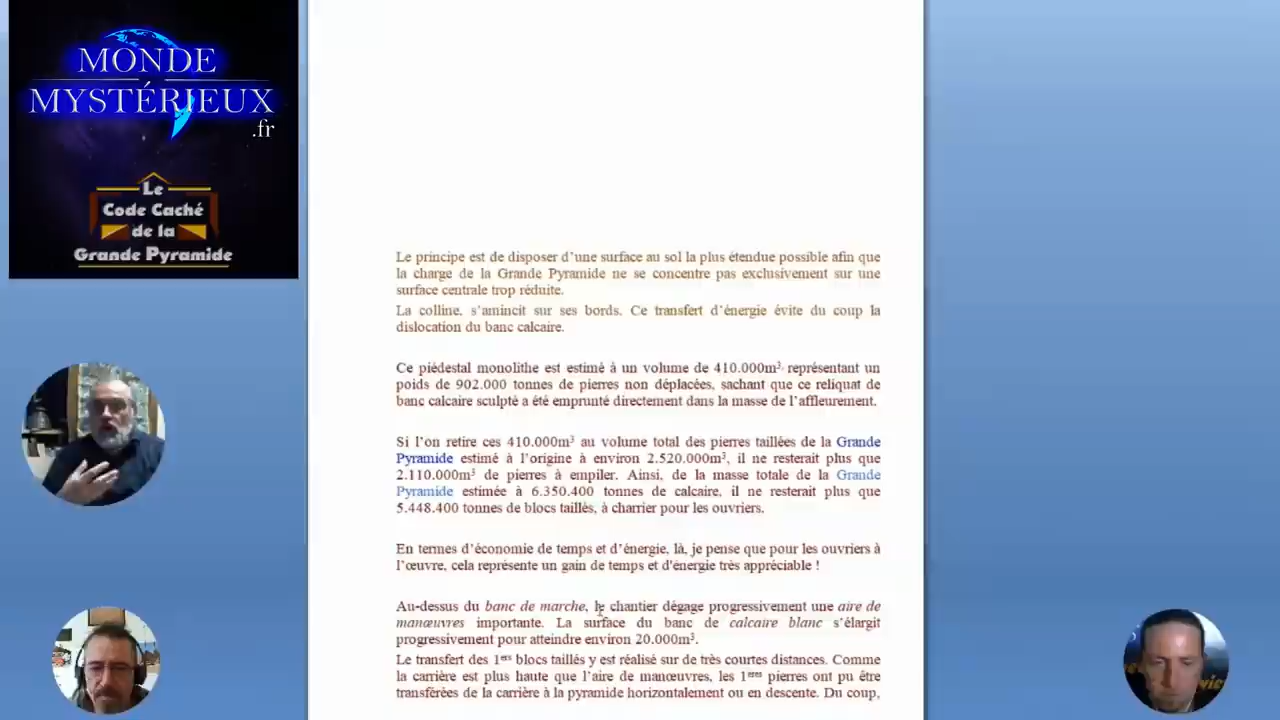 MONDE
MYSTÉRIEUX
.fr
Le
Code Caché
de la
Grande Pyramide
Le principe est de disposer d’une surface au sol la plus étendue possible afin que
la charge de la Grande Pyramide ne se concentre pas exclusivement sur une
surface centrale trop réduite.
La colline, s’amincit sur ses bords. Ce transfert d’énergie évite du coup la
dislocation du banc calcaire.
Ce piédestal monolithe est estimé à un volume de 410.000m³, représentant un
poids de 902.000 tonnes de pierres non déplacées, sachant que ce reliquat de
banc calcaire sculpté a été emprunté directement dans la masse de l’affleurement.
Si l’on retire ces 410.000m³ au volume total des pierres taillées de la Grande
Pyramide estimé à l’origine à environ 2.520.000m³, il ne resterait plus que
2.110.000m³ de pierres à empiler. Ainsi, de la masse totale de la Grande
Pyramide estimée à 6.350.400 tonnes de calcaire, il ne resterait plus que
5.448.400 tonnes de blocs taillés, à charrier pour les ouvriers.
En termes d’économie de temps et d’énergie, là, je pense que pour les ouvriers à
l’œuvre, cela représente un gain de temps et d'énergie très appréciable !
Au-dessus du banc de marche, le chantier dégage progressivement une aire de
manœuvres importante. La surface du banc de calcaire blanc s’élargit
progressivement pour atteindre environ 20.000m³.
Le transfert des 1ers blocs taillés y est réalisé sur de très courtes distances. Comme
la carrière est plus haute que l’aire de manœuvres, les 1ères pierres ont pu être
transférées de la carrière à la pyramide horizontalement ou en descente. Du coup,